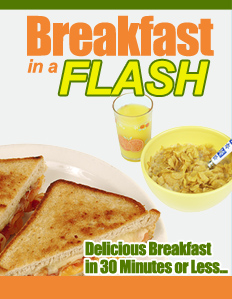 Breakfast
in a FLASH
Delicious Breakfast
in 30 Minutes or Less...